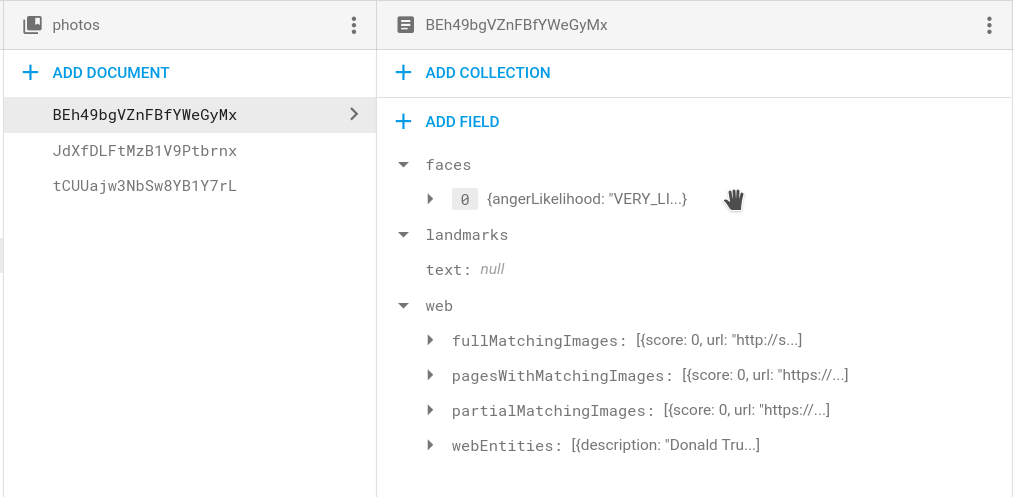 photos
ADD DOCUMENT
BEh49bgVZnFBfYWeGyMx
JdXfDLFtMzB1V9Ptbrnx
tCUUajw3NbSw8YB1Y7rL
BEh49bgVZnFBfYWeGyMx
ADD COLLECTION
ADD FIELD
faces
0 {angerLikelihood: "VERY_LI...}
landmarks
text: null
web
fullMatchingImages: [{score: 0, url: "http://s...]
pagesWithMatchingImages: [{score: 0, url: "https://...]
partialMatchingImages: [{score: 0, url: "https://...]
webEntities: [{description: "Donald Tru...]